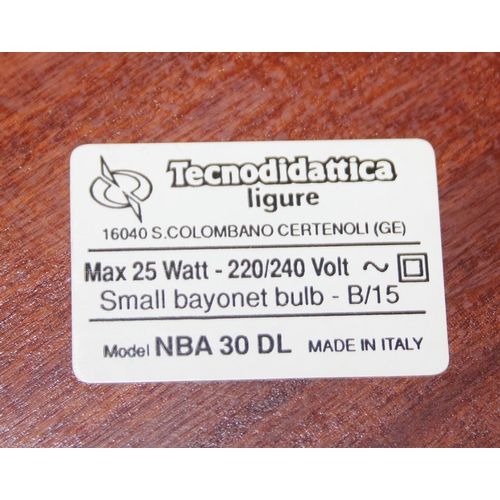 Tecnodidattica
ligure
16040 S.COLOMBANO CERTENOLI (GE)
Max 25 Watt - 220/240 Volt ~
Small bayonet bulb - B/15
Model NBA 30 DL MADE IN ITALY